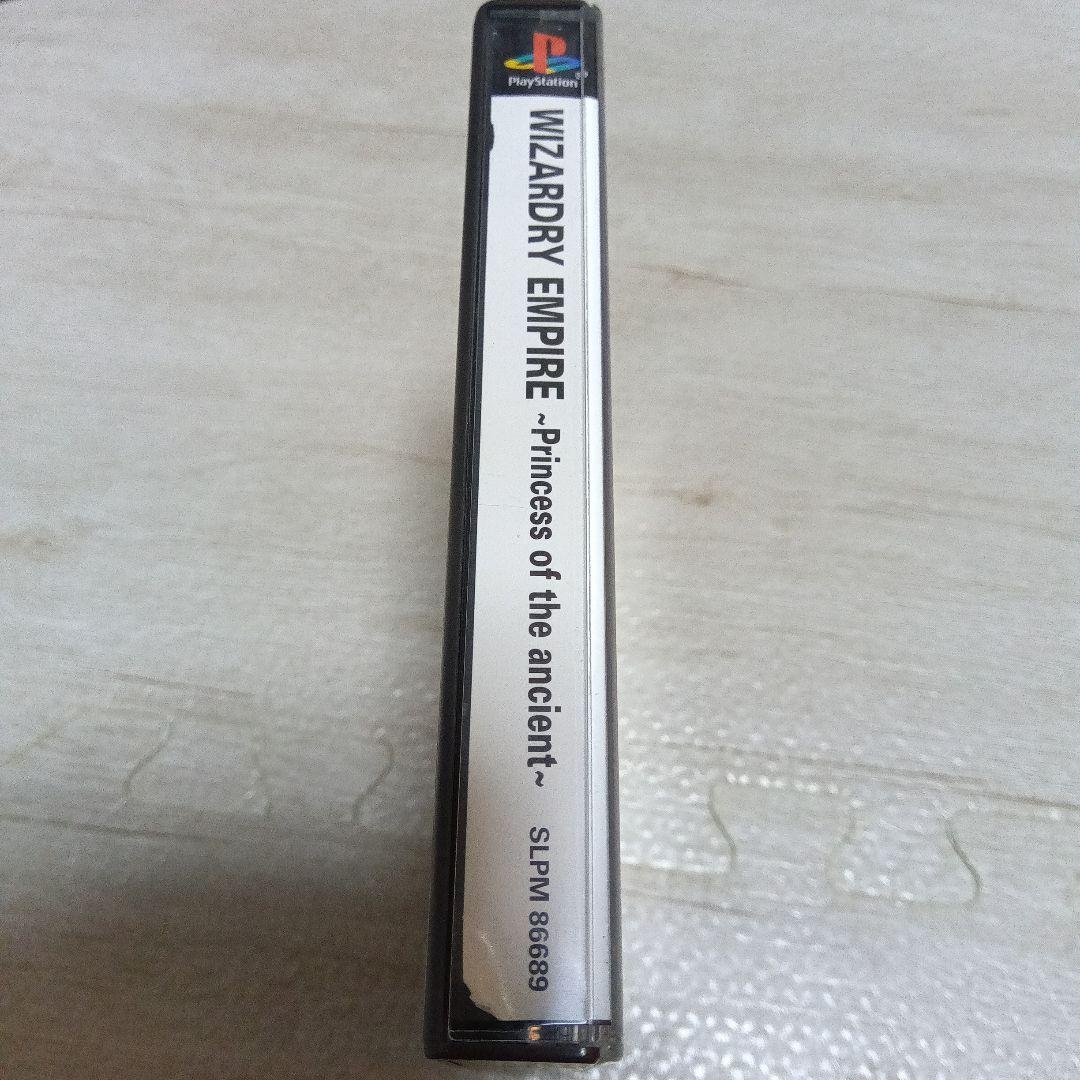 PlayStation®
WIZARDRY EMPIRE ~Princess of the ancient~ SLPM 86689